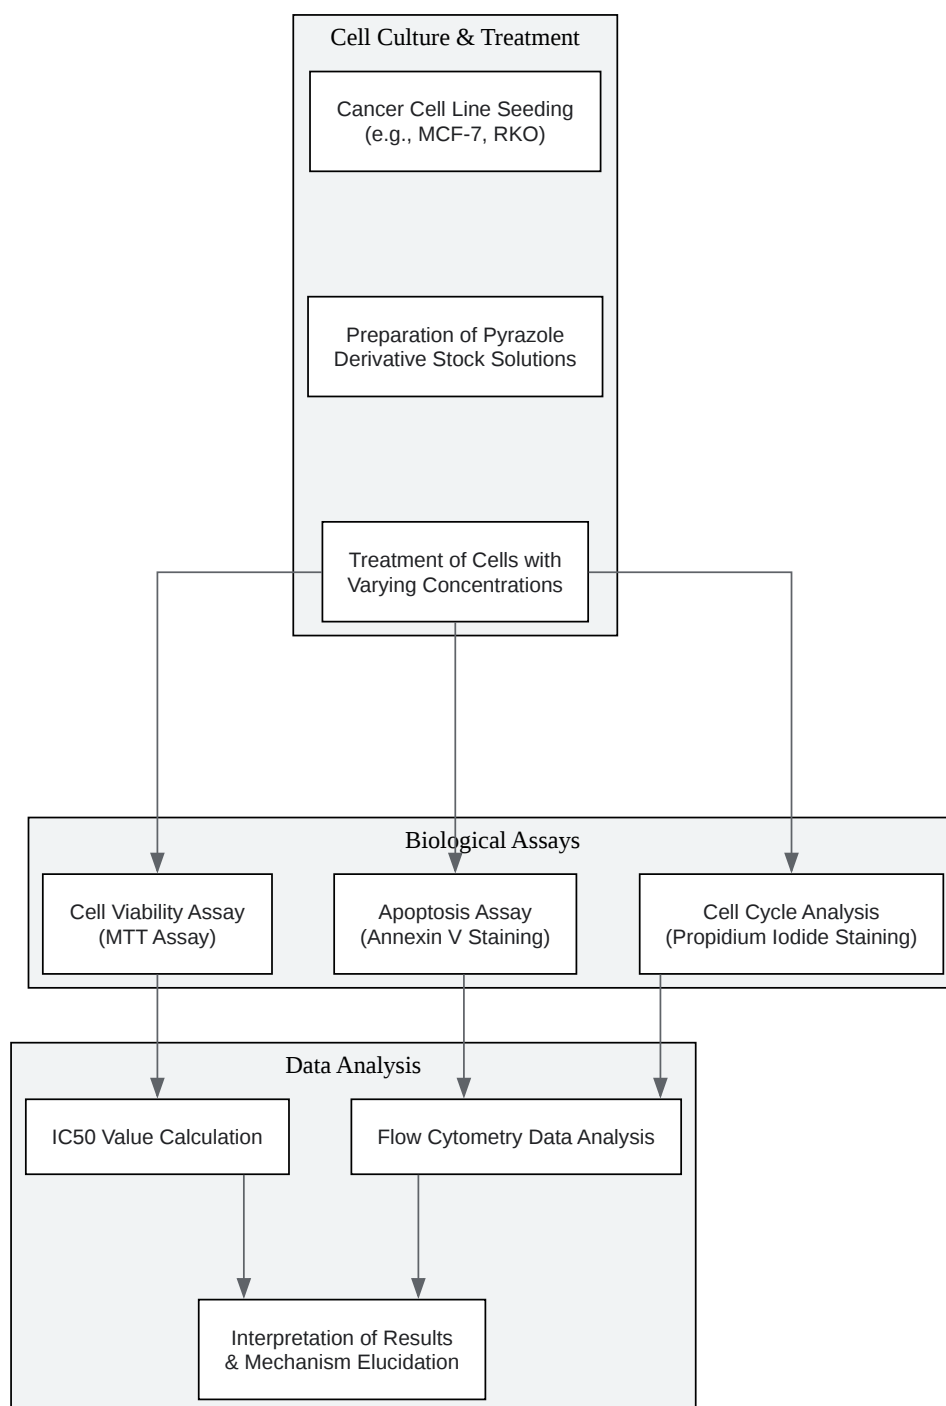 Cell Culture & Treatment
Cancer Cell Line Seeding
(e.g., MCF-7, RKO)
Preparation of Pyrazole
Derivative Stock Solutions
Treatment of Cells with
Varying Concentrations
Biological Assays
Cell Viability Assay
(MTT Assay)
Apoptosis Assay
(Annexin V Staining)
Cell Cycle Analysis
(Propidium Iodide Staining)
Data Analysis
IC50 Value Calculation
Flow Cytometry Data Analysis
Interpretation of Results
& Mechanism Elucidation